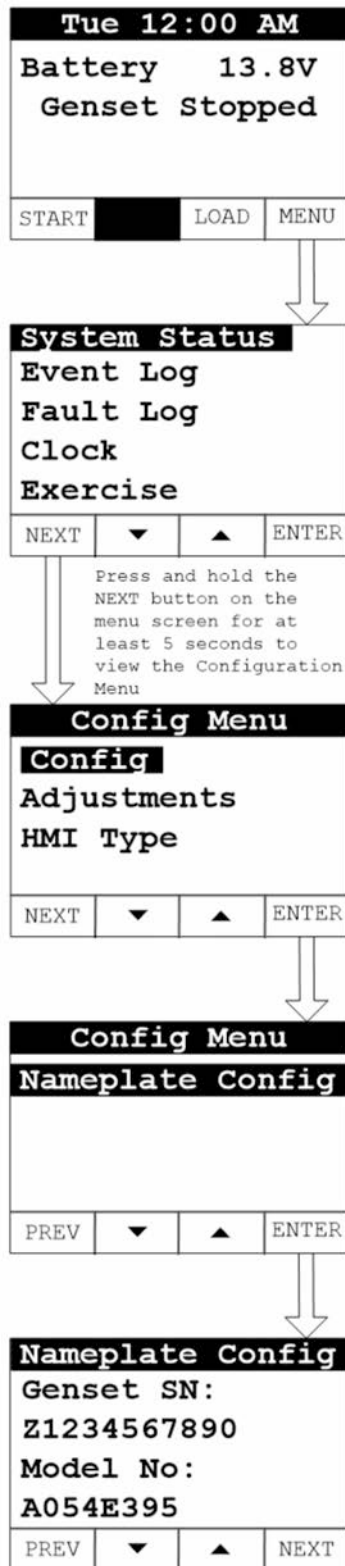 Tue 12:00 AM
Battery 13.8V
Genset Stopped
START LOAD MENU
System Status
Event Log
Fault Log
Clock
Exercise
NEXT ▼ ▲ ENTER
Press and hold the
NEXT button on the
menu screen for at
least 5 seconds to
view the Configuration
Menu
Config Menu
Config
Adjustments
HMI Type
NEXT ▼ ▲ ENTER
Config Menu
Nameplate Config
PREV ▼ ▲ ENTER
Nameplate Config
Genset SN:
Z1234567890
Model No:
A054E395
PREV ▼ ▲ NEXT